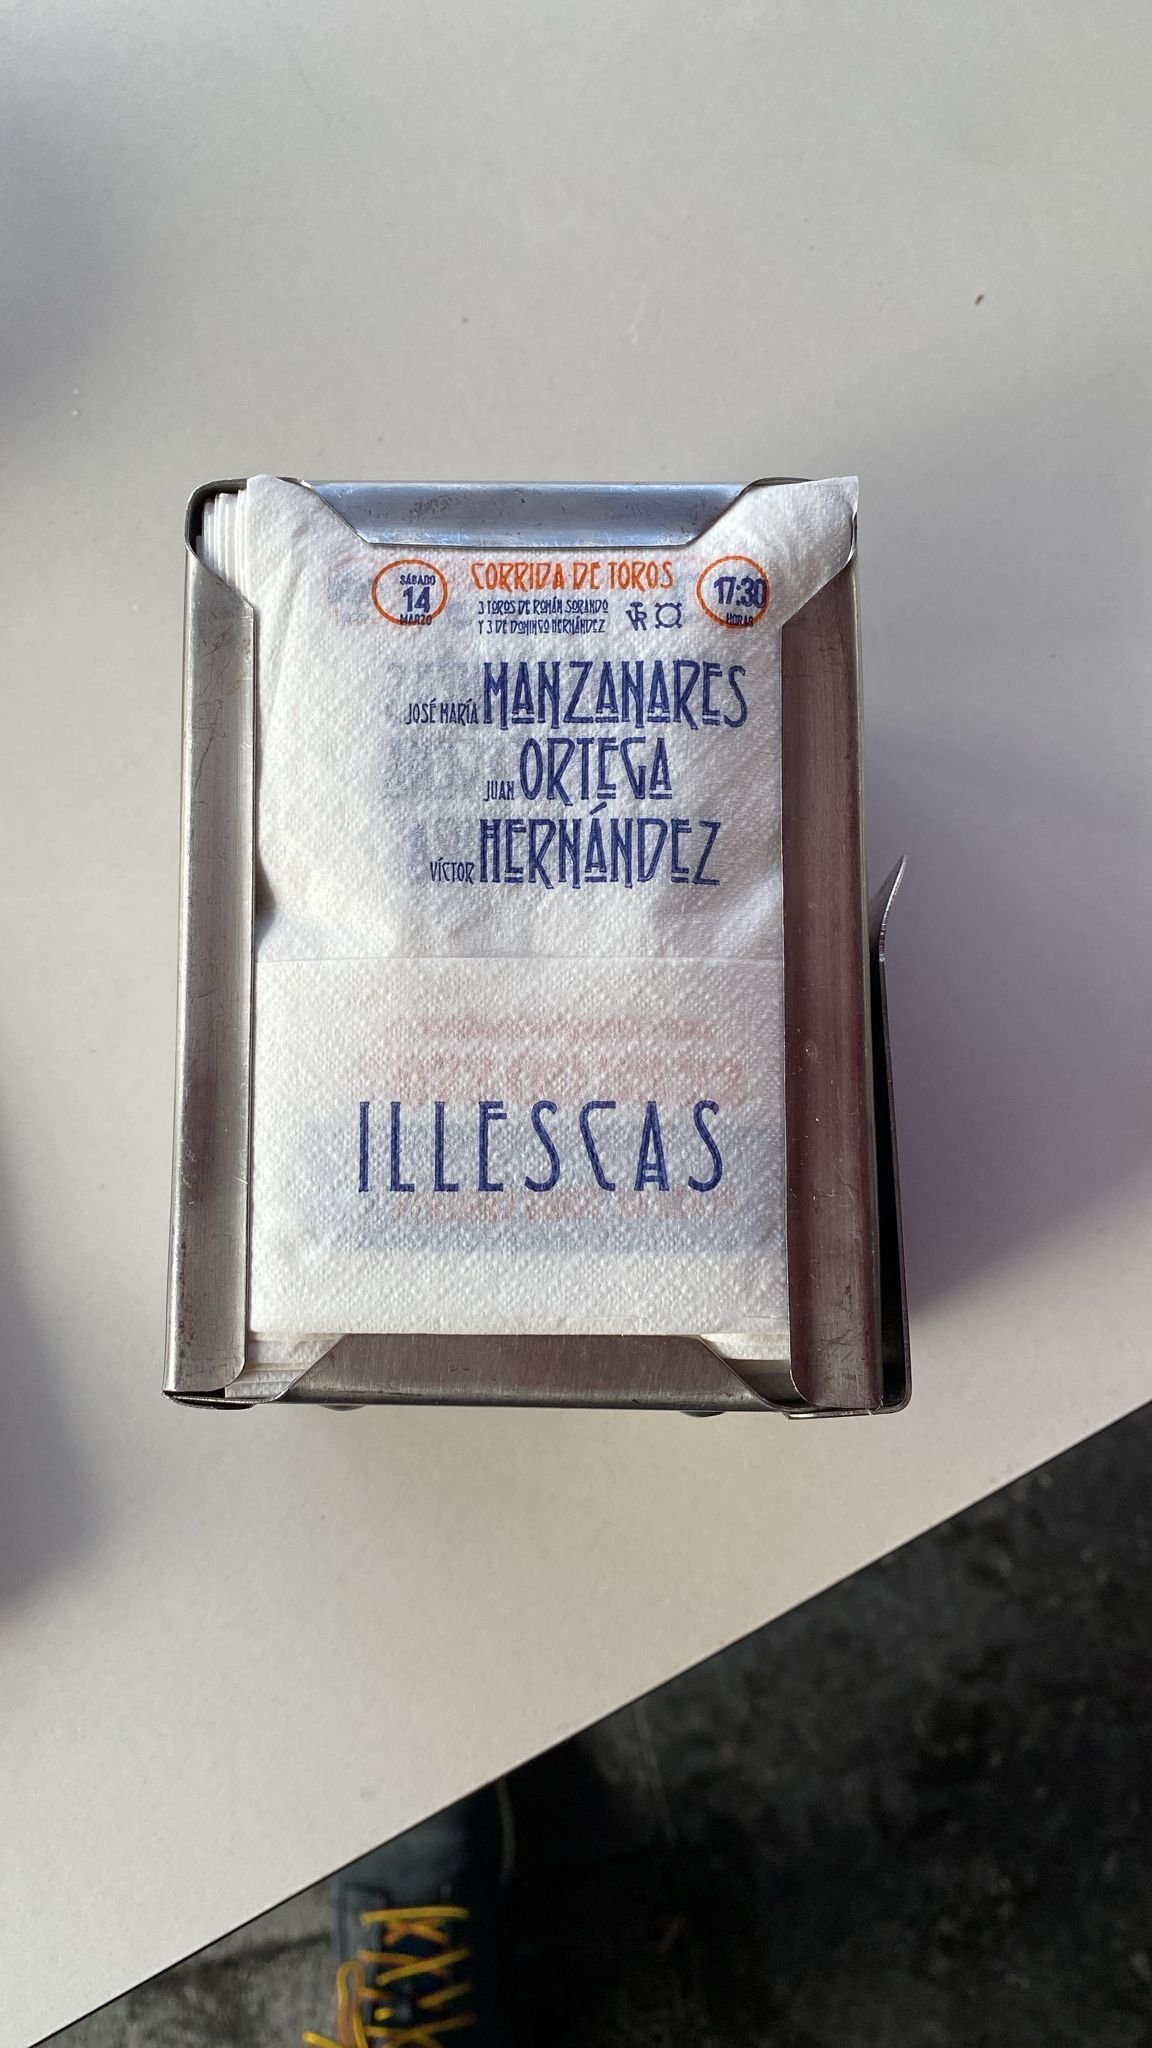 SÁBADO
14
MARZO
CORRIDA DE TOROS
3 TOROS DE ROMÁN SORANDO
Y 3 DE DOMINGO HERNÁNDEZ
17:30
HORAS
JOSÉ MARÍA MANZANARES
JUAN ORTEGA
VÍCTOR HERNÁNDEZ
ILLESCAS